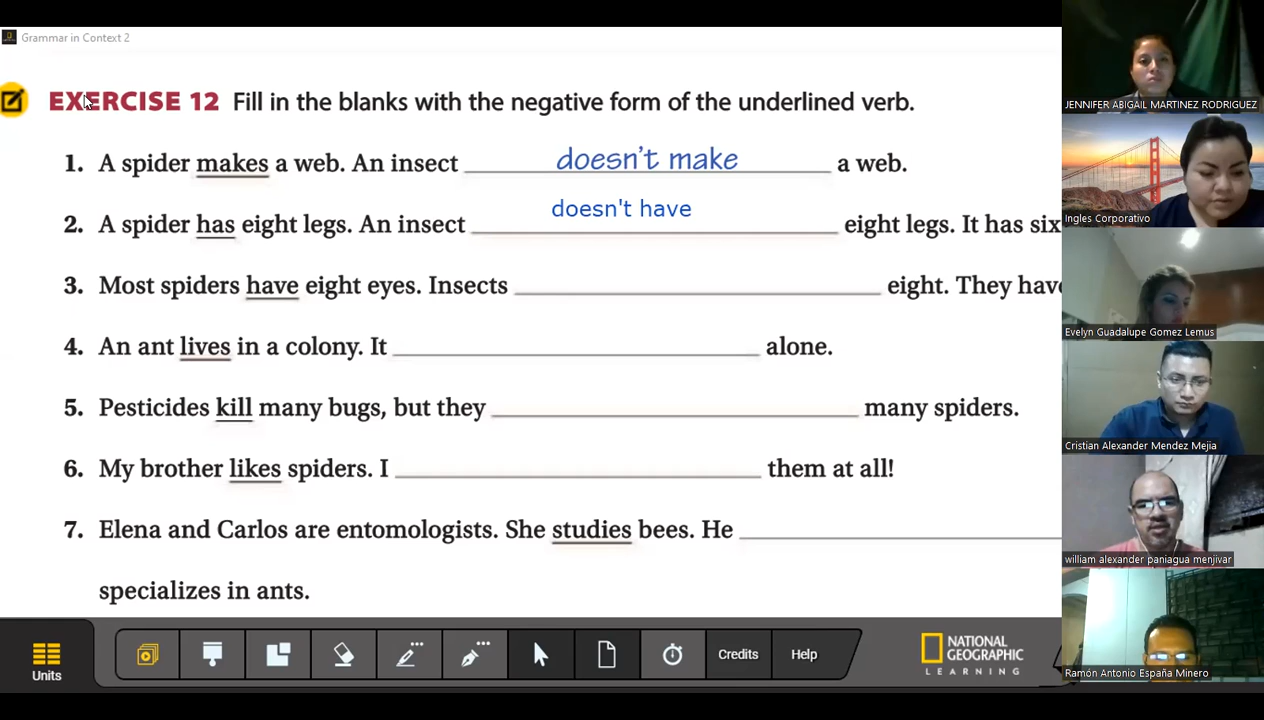 Grammar in Context 2
EXERCISE 12 Fill in the blanks with the negative form of the underlined verb.
1. A spider makes a web. An insect doesn't make a web.
2. A spider has eight legs. An insect doesn't have eight legs. It has six
3. Most spiders have eight eyes. Insects eight. They have
4. An ant lives in a colony. It alone.
5. Pesticides kill many bugs, but they many spiders.
6. My brother likes spiders. I them at all!
7. Elena and Carlos are entomologists. She studies bees. He
specializes in ants.
Units
Credits
Help
NATIONAL
GEOGRAPHIC
LEARNING
JENNIFER ABIGAIL MARTINEZ RODRIGUEZ
Ingles Corporativo
Evelyn Guadalupe Gomez Lemus
Cristian Alexander Mendez Mejia
william alexander paniagua menjivar
Ramón Antonio España Minero